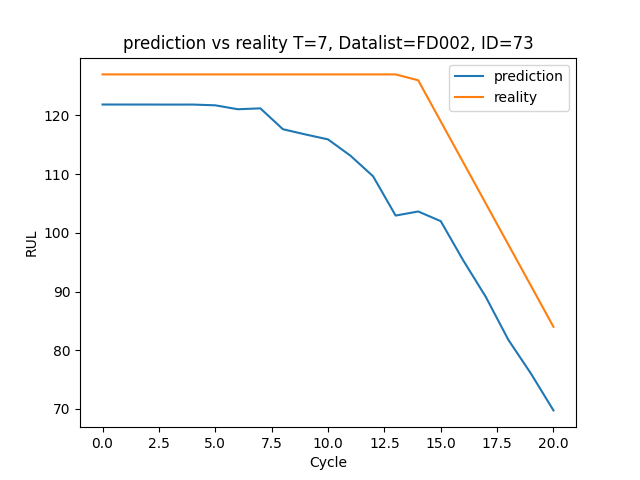 prediction vs reality T=7, Datalist=FD002, ID=73
prediction
reality
RUL
120
110
100
90
80
70
0.0 2.5 5.0 7.5 10.0 12.5 15.0 17.5 20.0
Cycle